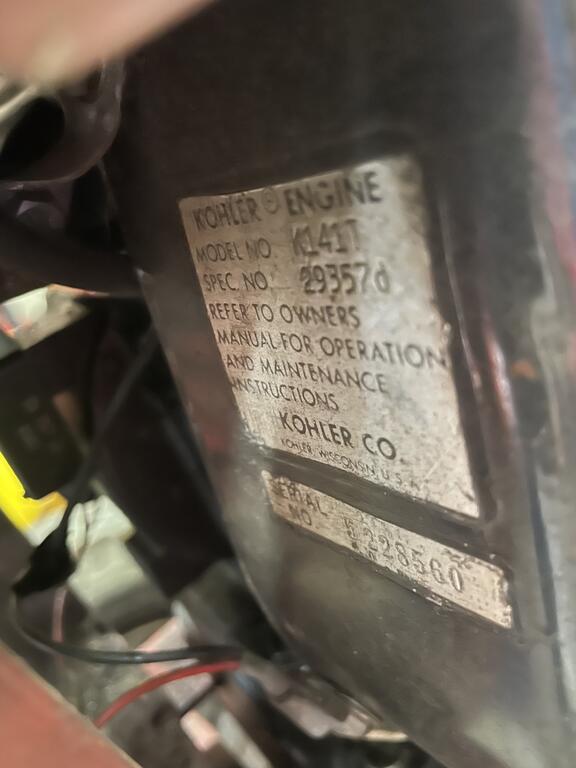 KOHLER ® ENGINE
MODEL NO. K141T
SPEC. NO. 29357d
REFER TO OWNERS
MANUAL FOR OPERATION
AND MAINTENANCE
INSTRUCTIONS
KOHLER CO.
KOHLER, WISCONSIN U.S.A.
SERIAL
NO. 5228560